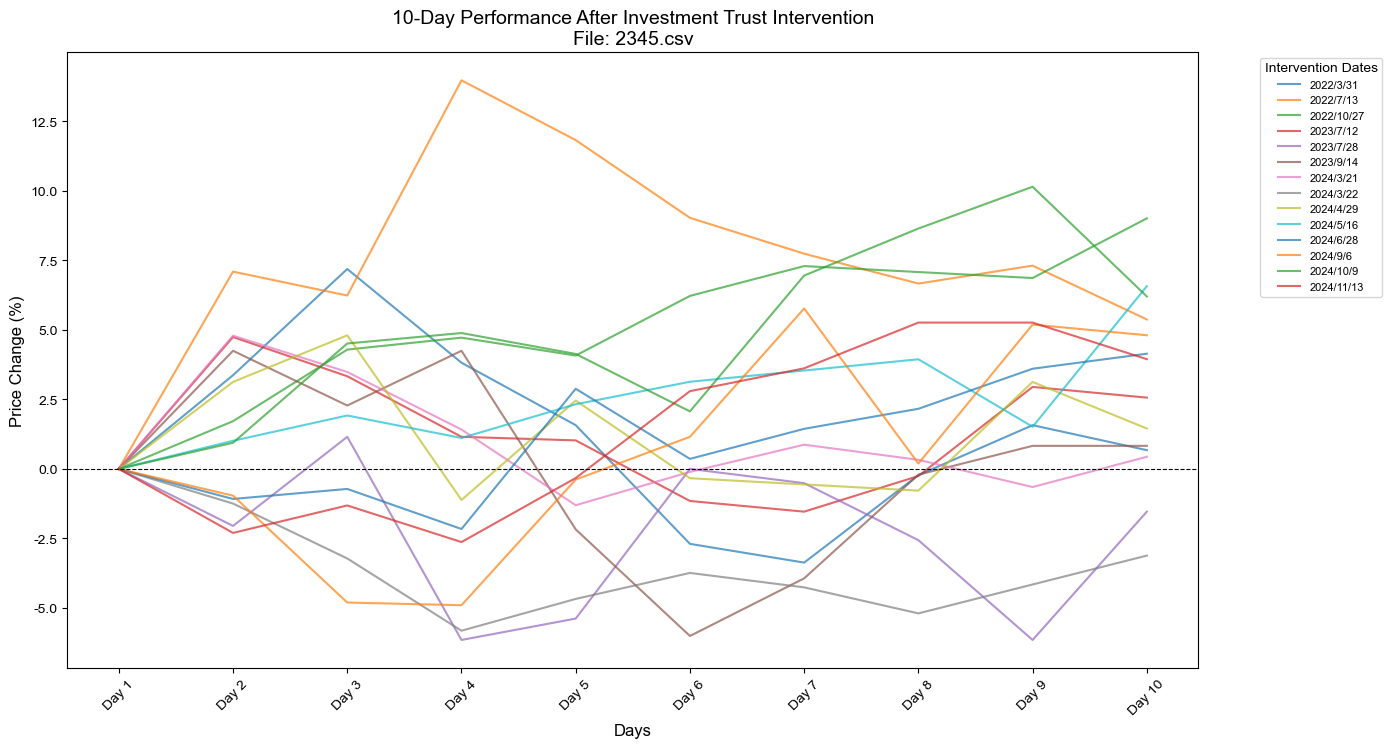 10-Day Performance After Investment Trust Intervention
File: 2345.csv
Price Change (%)
12.5
10.0
7.5
5.0
2.5
0.0
-2.5
-5.0
Day 1
Day 2
Day 3
Day 4
Day 5
Day 6
Day 7
Day 8
Day 9
Day 10
Days
Intervention Dates
2022/3/31
2022/7/13
2022/10/27
2023/7/12
2023/7/28
2023/9/14
2024/3/21
2024/3/22
2024/4/29
2024/5/16
2024/6/28
2024/9/6
2024/10/9
2024/11/13